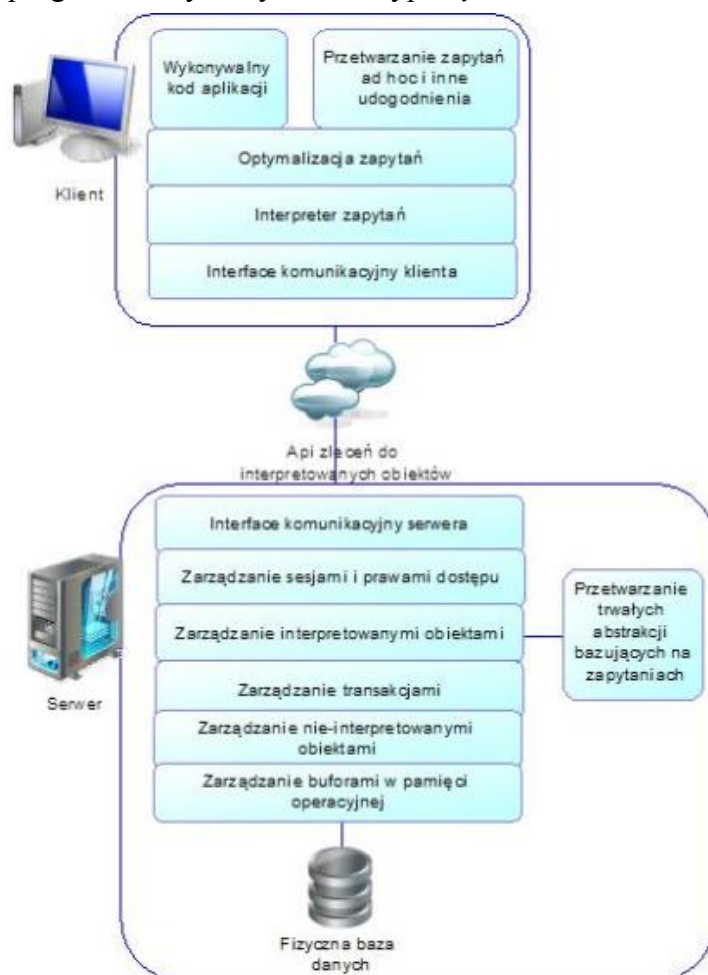 Wykonywalny
kod aplikacji
Przetwarzanie zapytań
ad hoc i inne
udogodnienia
Optymalizacja zapytań
Klient
Interpreter zapytań
Interface komunikacyjny klienta
Api zleceń do
interpretowanych obiektów
Interface komunikacyjny serwera
Zarządzanie sesjami i prawami dostępu
Zarządzanie interpretowanymi obiektami
Przetwarzanie
trwałych
abstrakcji
bazujących na
zapytaniach
Zarządzanie transakcjami
Serwer
Zarządzanie nie-interpretowanymi
obiektami
Zarządzanie buforami w pamięci
operacyjnej
Fizyczna baza
danych